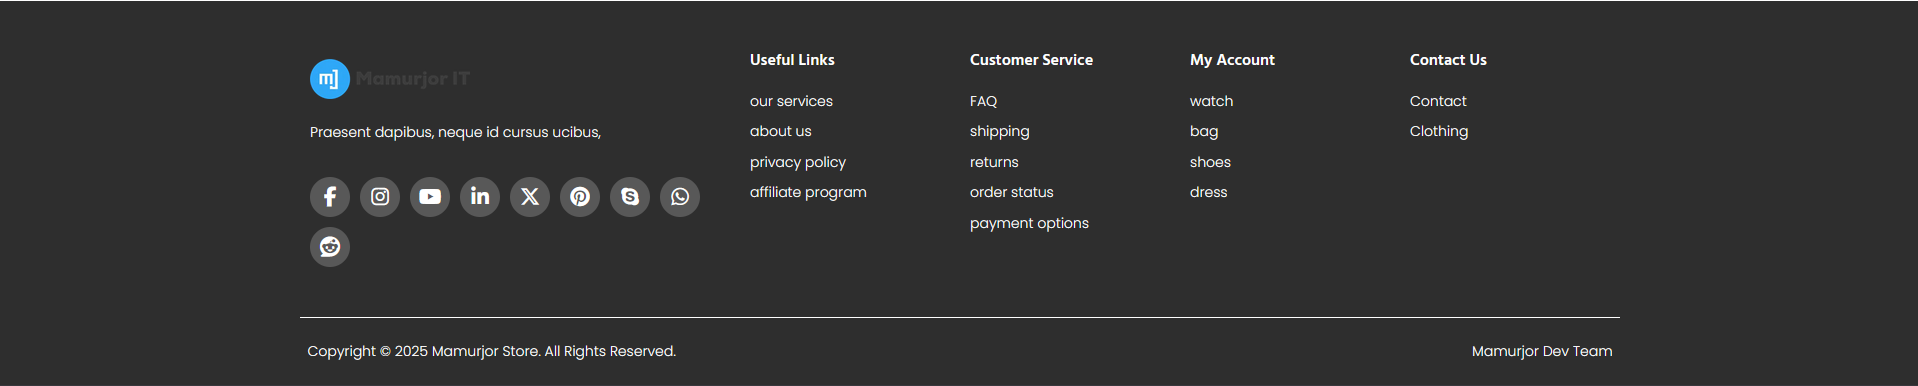 m]
Mamurjor IT
Praesent dapibus, neque id cursus ucibus,
Useful Links
our services
about us
privacy policy
affiliate program
Customer Service
FAQ
shipping
returns
order status
payment options
My Account
watch
bag
shoes
dress
Contact Us
Contact
Clothing
Copyright © 2025 Mamurjor Store. All Rights Reserved.
Mamurjor Dev Team